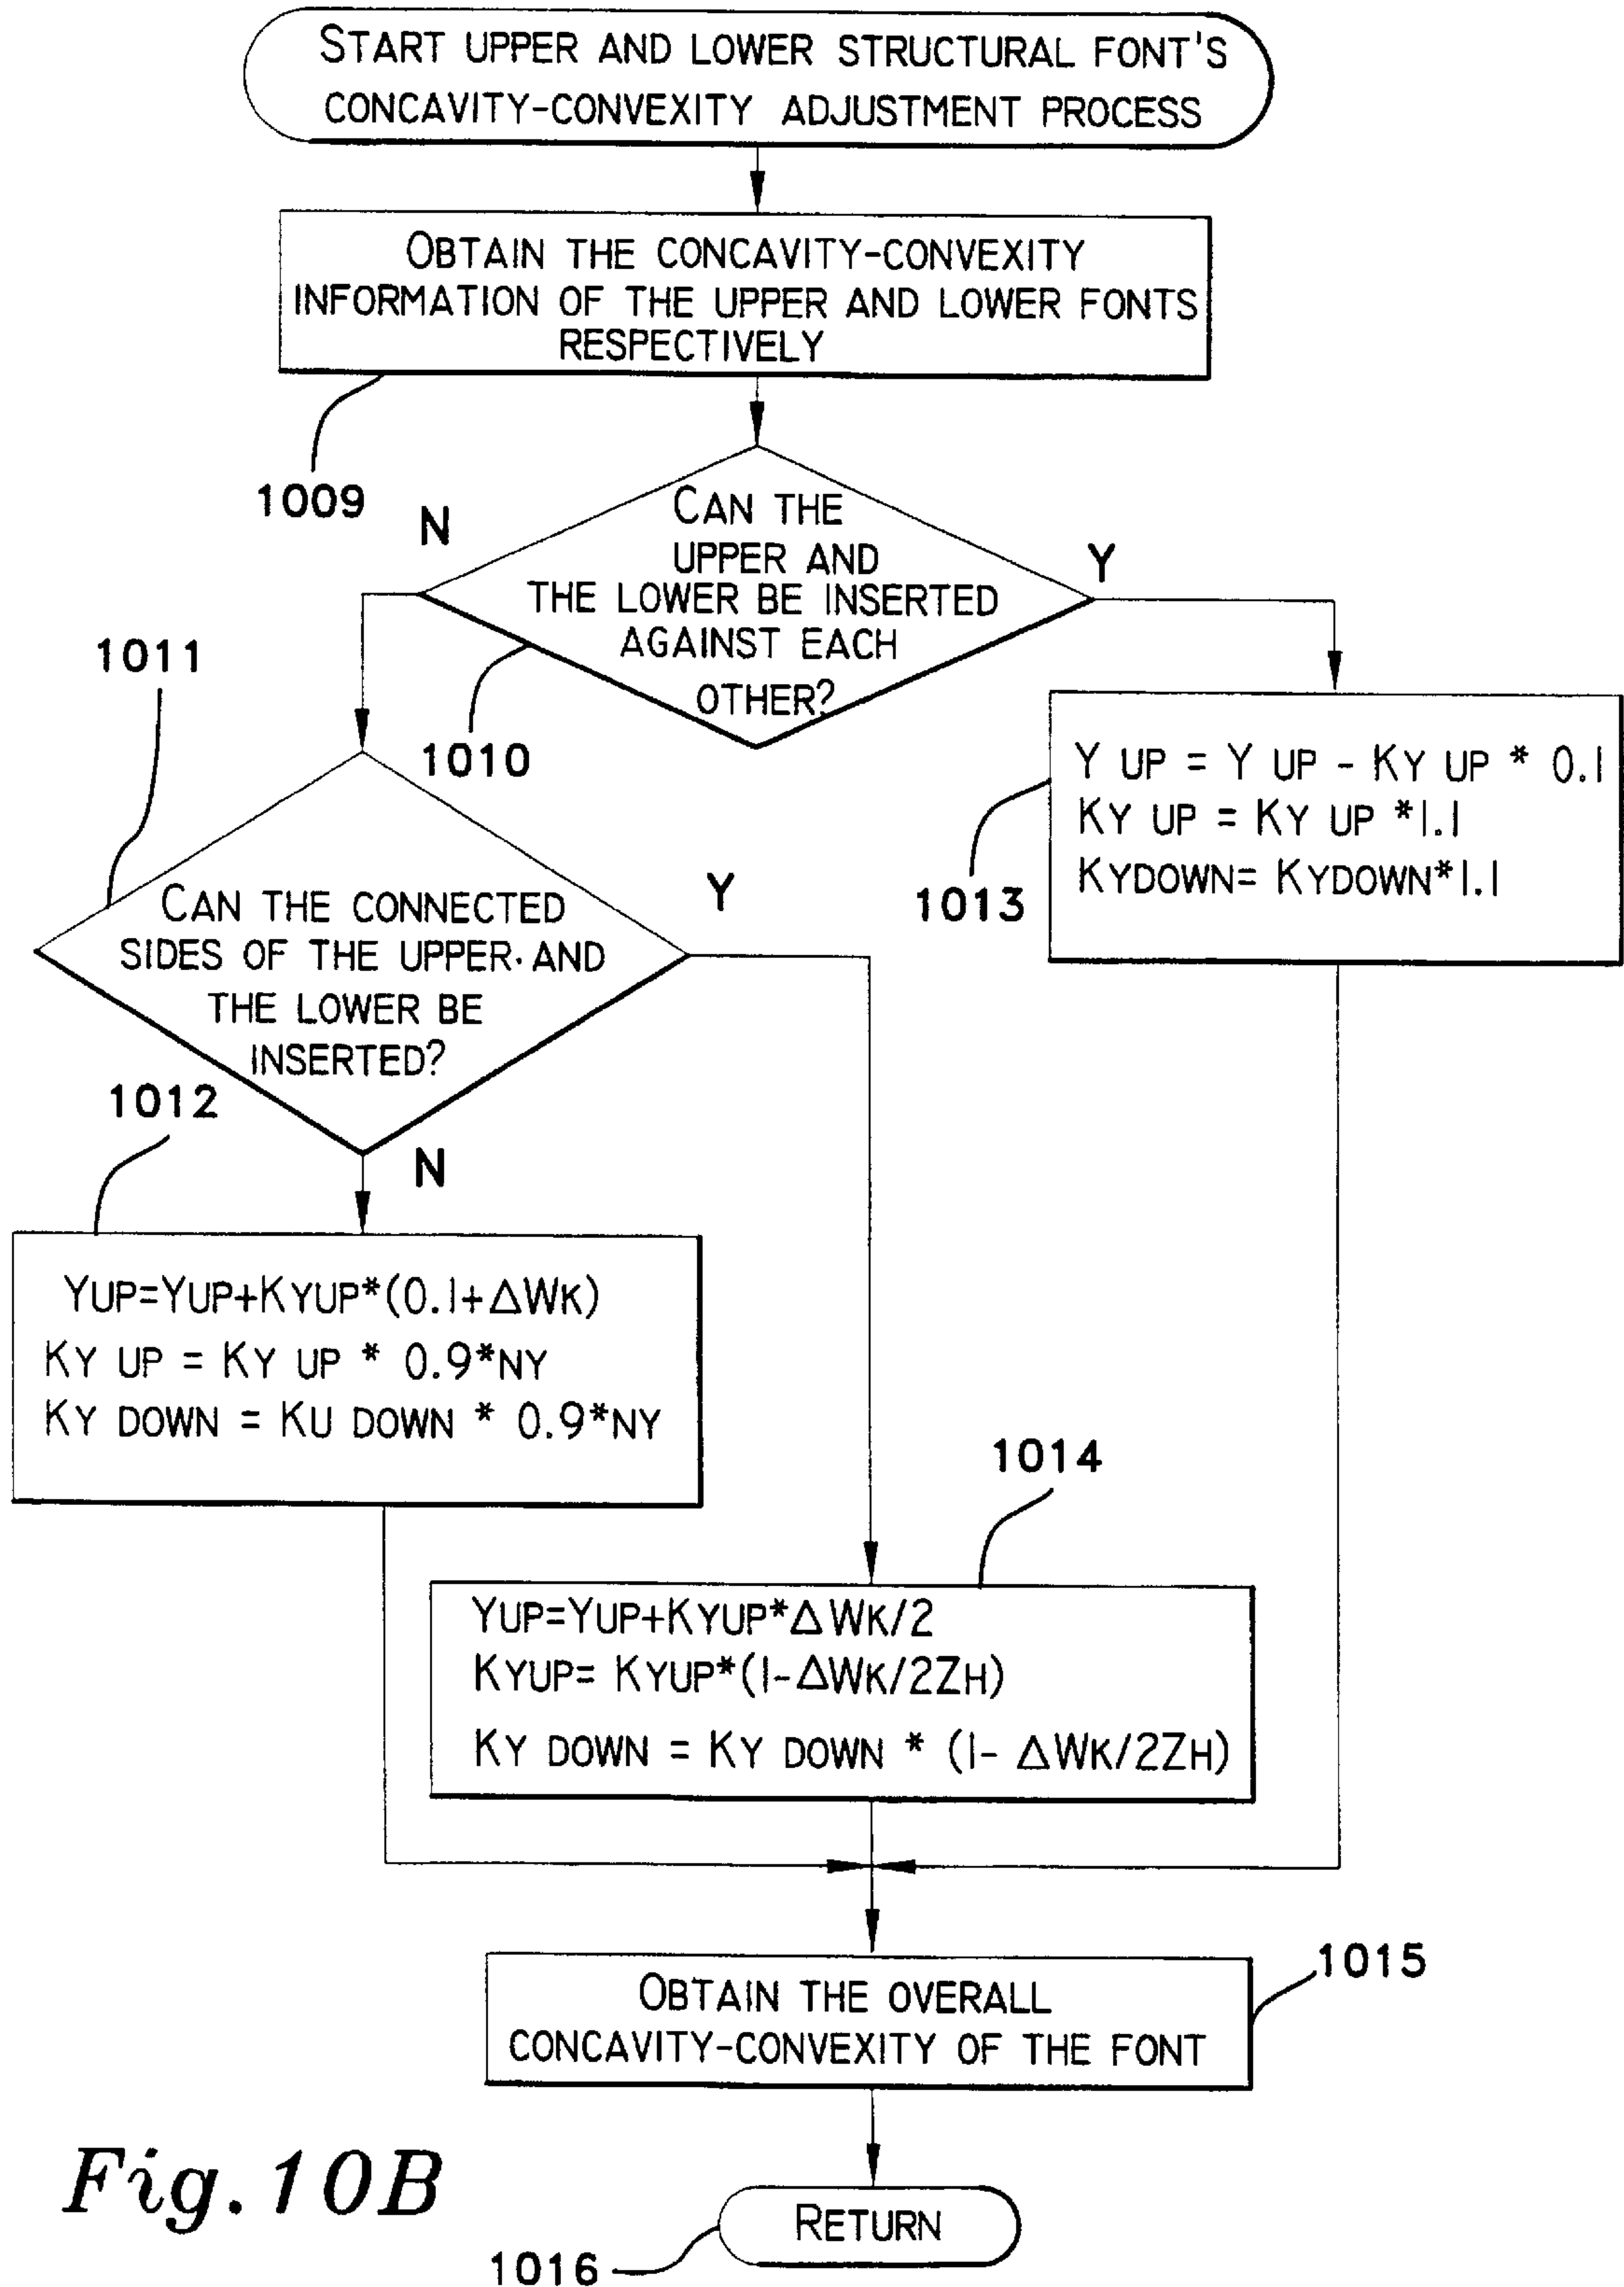 START UPPER AND LOWER STRUCTURAL FONT'S
CONCAVITY-CONVEXITY ADJUSTMENT PROCESS
OBTAIN THE CONCAVITY-CONVEXITY
INFORMATION OF THE UPPER AND LOWER FONTS
RESPECTIVELY
1009
N
CAN THE
UPPER AND
THE LOWER BE INSERTED
AGAINST EACH
OTHER?
Y
1010
1011
Y UP = Y UP - KY UP * 0.1
KY UP = KY UP *1.1
KYDOWN= KYDOWN*1.1
1013
CAN THE CONNECTED
SIDES OF THE UPPER. AND
THE LOWER BE
INSERTED?
Y
N
1012
YUP=YUP+KYUP*(0.1+ΔWK)
KY UP = KY UP * 0.9*NY
KY DOWN = KU DOWN * 0.9*NY
1014
YUP=YUP+KYUP*ΔWK/2
KYUP= KYUP*(1-ΔWK/2ZH)
KY DOWN = KY DOWN * (1- ΔWK/2ZH)
1015
OBTAIN THE OVERALL
CONCAVITY-CONVEXITY OF THE FONT
Fig. 10B
RETURN
1016